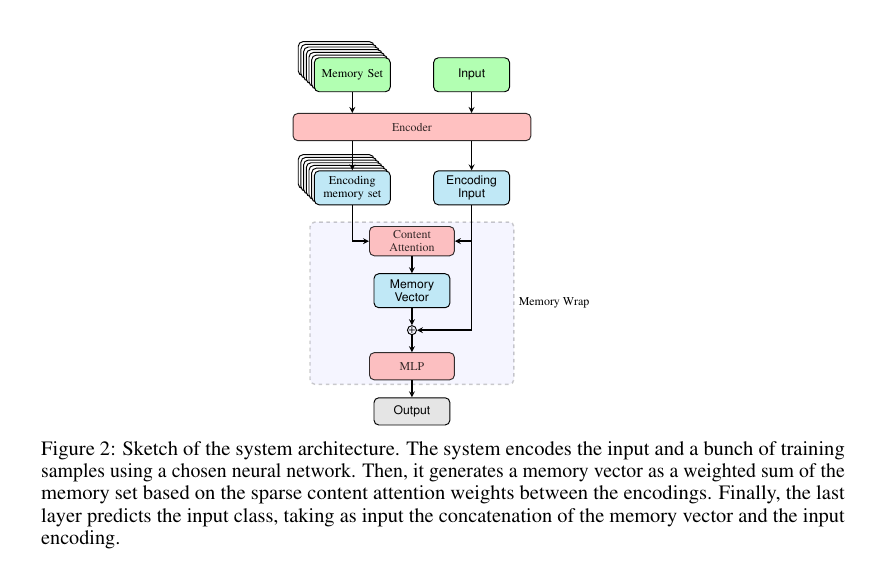 Memory Set
Input
Encoder
Encoding
memory set
Encoding
Input
Content
Attention
Memory
Vector
Memory Wrap
MLP
Output
Figure 2: Sketch of the system architecture. The system encodes the input and a bunch of training
samples using a chosen neural network. Then, it generates a memory vector as a weighted sum of the
memory set based on the sparse content attention weights between the encodings. Finally, the last
layer predicts the input class, taking as input the concatenation of the memory vector and the input
encoding.